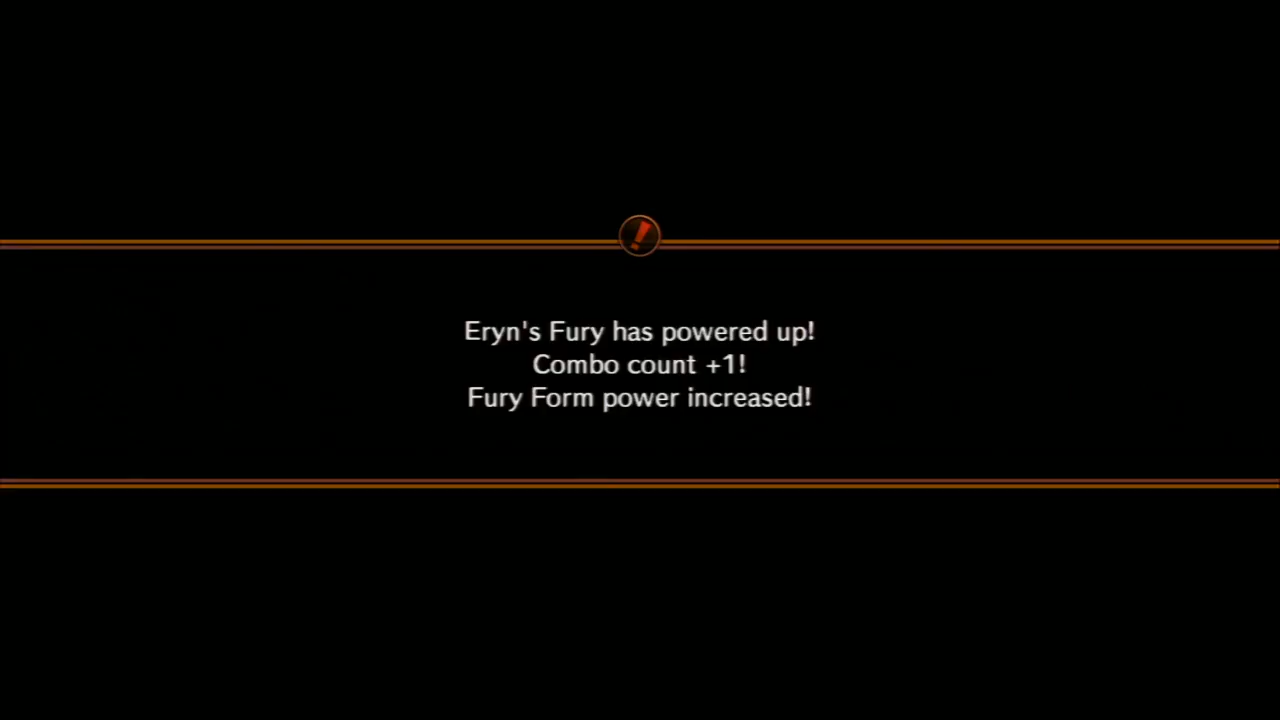 Eryn's Fury has powered up!
Combo count +1!
Fury Form power increased!